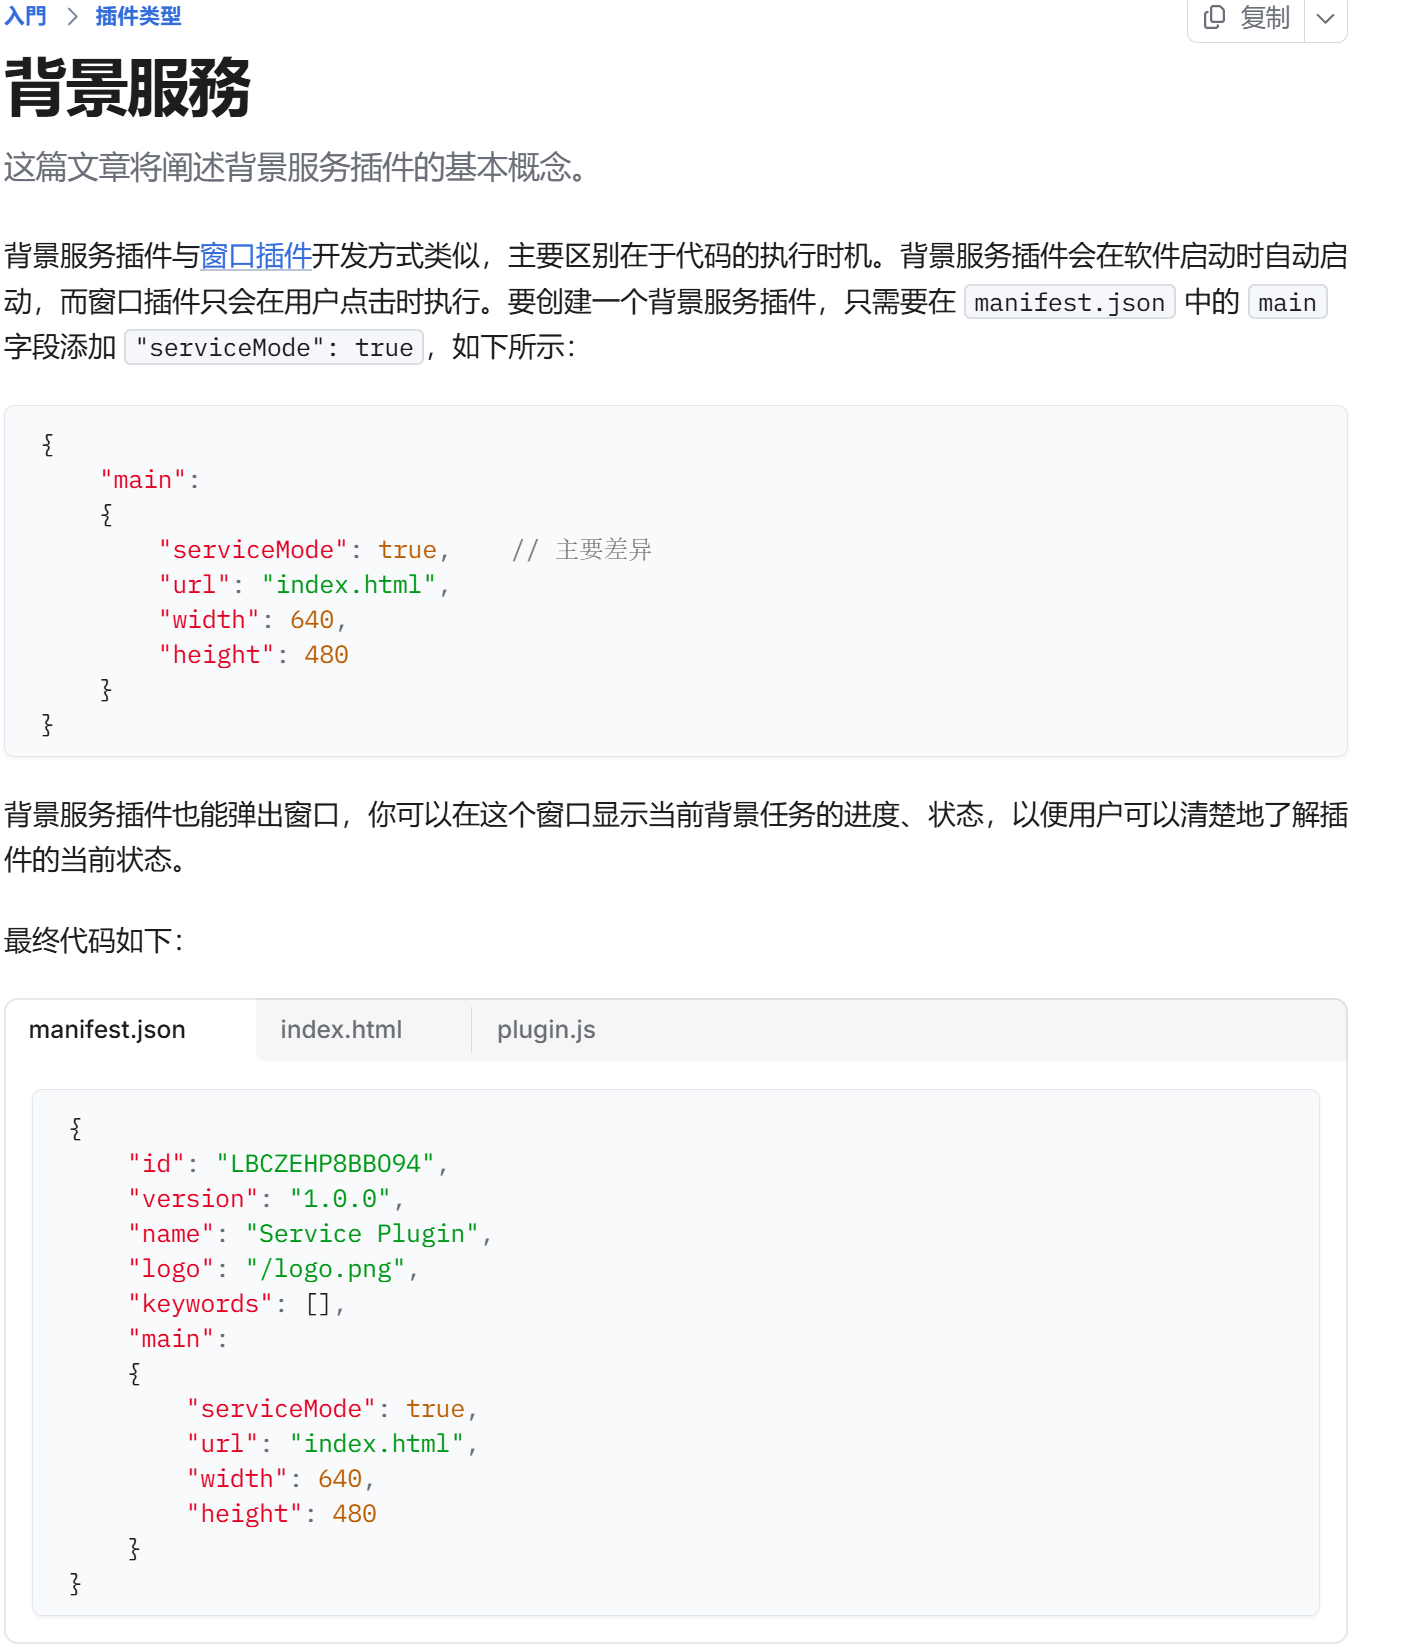 入門 > 插件类型
复制
背景服務
这篇文章将阐述背景服务插件的基本概念。
背景服务插件与窗口插件开发方式类似，主要区别在于代码的执行时机。背景服务插件会在软件启动时自动启
动，而窗口插件只会在用户点击时执行。要创建一个背景服务插件，只需要在 manifest.json 中的 main
字段添加 "serviceMode": true，如下所示：
{
    "main":
    {
        "serviceMode": true,    // 主要差异
        "url": "index.html",
        "width": 640,
        "height": 480
    }
}
背景服务插件也能弹出窗口，你可以在这个窗口显示当前背景任务的进度、状态，以便用户可以清楚地了解插
件的当前状态。
最终代码如下：
manifest.json index.html plugin.js
{
    "id": "LBCZEHP8BBO94",
    "version": "1.0.0",
    "name": "Service Plugin",
    "logo": "/logo.png",
    "keywords": [],
    "main":
    {
        "serviceMode": true,
        "url": "index.html",
        "width": 640,
        "height": 480
    }
}